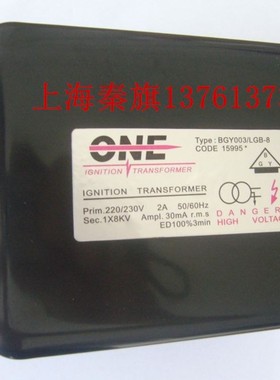 上海秦旗1376137
ONE
IGNITION TRANSFORMER
Type : BGY003/LGB-8
CODE 15995*
IGNITION TRANSFORMER
Prim.220/230V 2A 50/60Hz
Sec.1X8KV Ampl. 30mA r.m.s
ED100%3min
DANGER
HIGH VOLTAGE